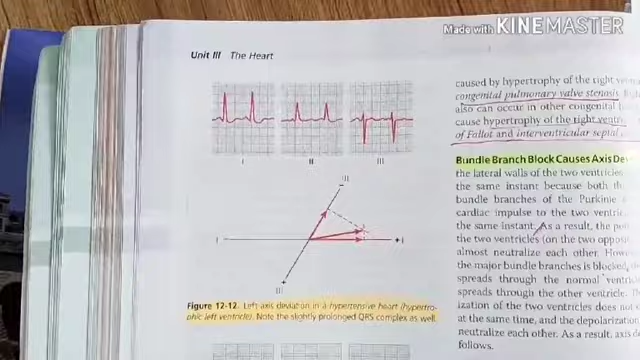 Made with KINEMASTER
Unit III The Heart
I
II
III
III
I
I
III
Figure 12-12. Left axis deviation in a hypertensive heart (hypertro-
phic left ventricle). Note the slightly prolonged QRS complex as well.
caused by hypertrophy of the right
congenital pulmonary valve stenosis
also can occur in other congenital
cause hypertrophy of the right
of Fallot and interventricular septal
Bundle Branch Block Causes Axis
the lateral walls of the two ventricles
the same instant because both the
bundle branches of the Purkinje
cardiac impulse to the two
the same instant. As a result, the
the two ventricles (on the two
almost neutralize each other.
the major bundle branches is blocked,
spreads through the normal
spreads through the other ventricle.
ization of the two ventricles does
at the same time, and the depolarization
neutralize each other. As a result, axis
follows.